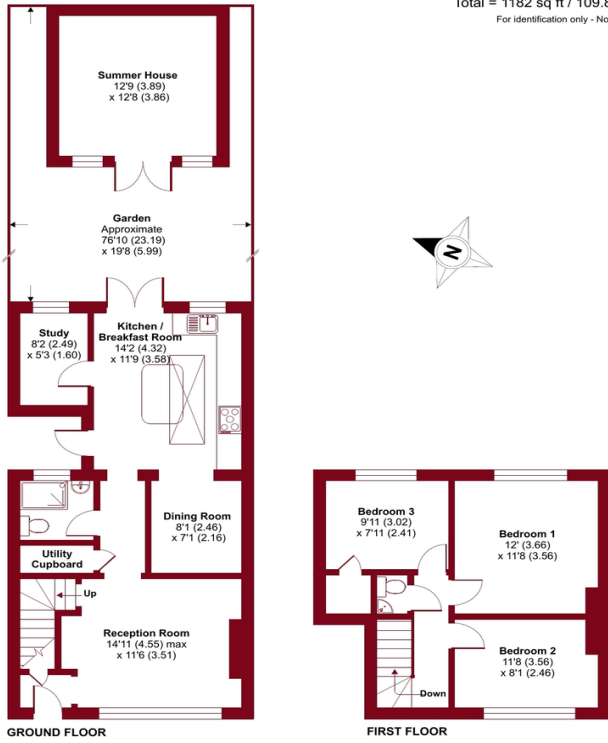 Total = 1182 sq ft / 109.8
For identification only - No
Summer House
12'9 (3.89)
x 12'8 (3.86)
Garden
Approximate
76'10 (23.19)
x 19'8 (5.99)
N
Study
8'2 (2.49)
x 5'3 (1.60)
Kitchen /
Breakfast Room
14'2 (4.32)
x 11'9 (3.58)
Dining Room
8'1 (2.46)
x 7'1 (2.16)
Utility
Cupboard
Up
Reception Room
14'11 (4.55) max
x 11'6 (3.51)
GROUND FLOOR
Bedroom 3
9'11 (3.02)
x 7'11 (2.41)
Bedroom 1
12' (3.66)
x 11'8 (3.56)
Bedroom 2
11'8 (3.56)
x 8'1 (2.46)
Down
FIRST FLOOR